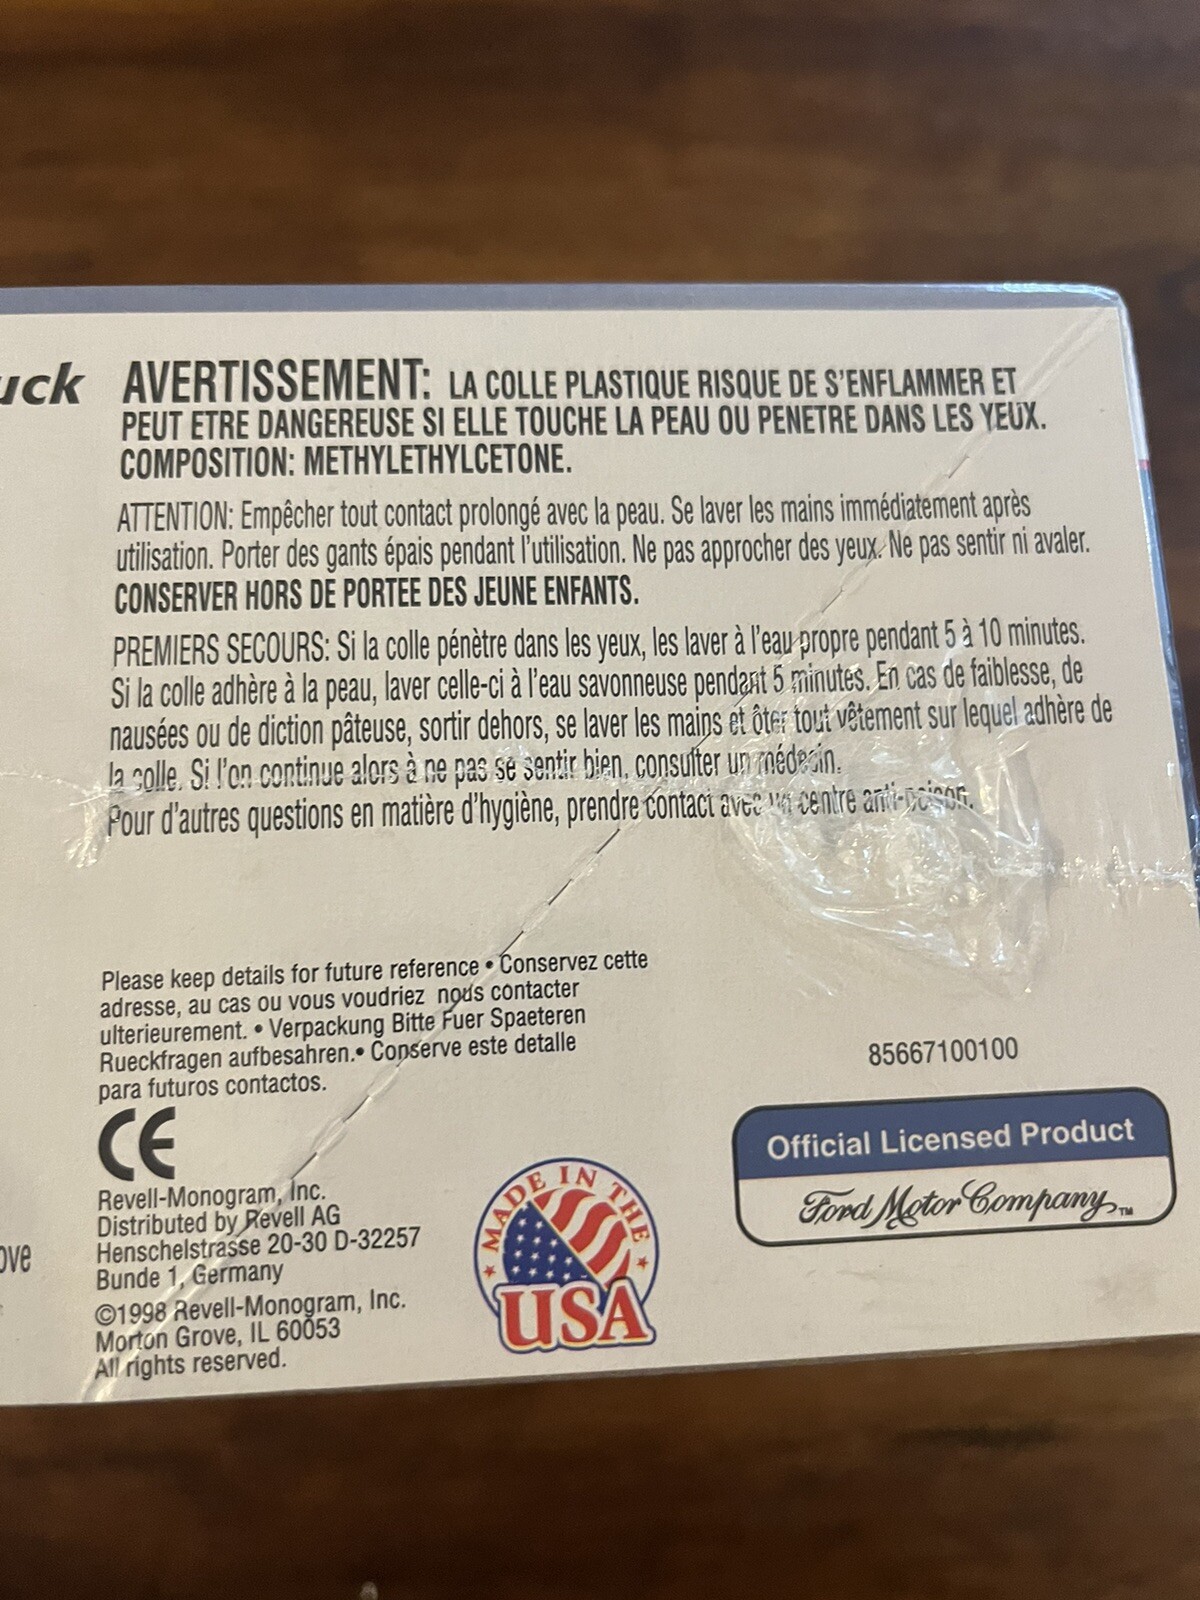 uck
AVERTISSEMENT: LA COLLE PLASTIQUE RISQUE DE S'ENFLAMMER ET
PEUT ETRE DANGEREUSE SI ELLE TOUCHE LA PEAU OU PENETRE DANS LES YEUX.
COMPOSITION: METHYLETHYLCETONE.
ATTENTION: Empêcher tout contact prolongé avec la peau. Se laver les mains immédiatement après
utilisation. Porter des gants épais pendant l'utilisation. Ne pas approcher des yeux. Ne pas sentir ni avaler.
CONSERVER HORS DE PORTEE DES JEUNE ENFANTS.
PREMIERS SECOURS: Si la colle pénètre dans les yeux, les laver à l'eau propre pendant 5 à 10 minutes.
Si la colle adhère à la peau, laver celle-ci à l'eau savonneuse pendant 5 minutes. En cas de faiblesse, de
nausées ou de diction pâteuse, sortir dehors, se laver les mains et ôter tout vêtement sur lequel adhère de
la colle. Si l'on continue alors à ne pas se sentir bien, consulter un médecin.
Pour d'autres questions en matière d'hygiène, prendre contact avec un centre anti-poison.
Please keep details for future reference • Conservez cette
adresse, au cas ou vous voudriez nous contacter
ulterieurement. • Verpackung Bitte Fuer Spaeteren
Rueckfragen aufbesahren.• Conserve este detalle
para futuros contactos.
CE
Revell-Monogram, Inc.
Distributed by Revell AG
Henschelstrasse 20-30 D-32257
Bunde 1, Germany
©1998 Revell-Monogram, Inc.
Morton Grove, IL 60053
All rights reserved.
ove
MADE IN THE
USA
85667100100
Official Licensed Product
Ford Motor Company™